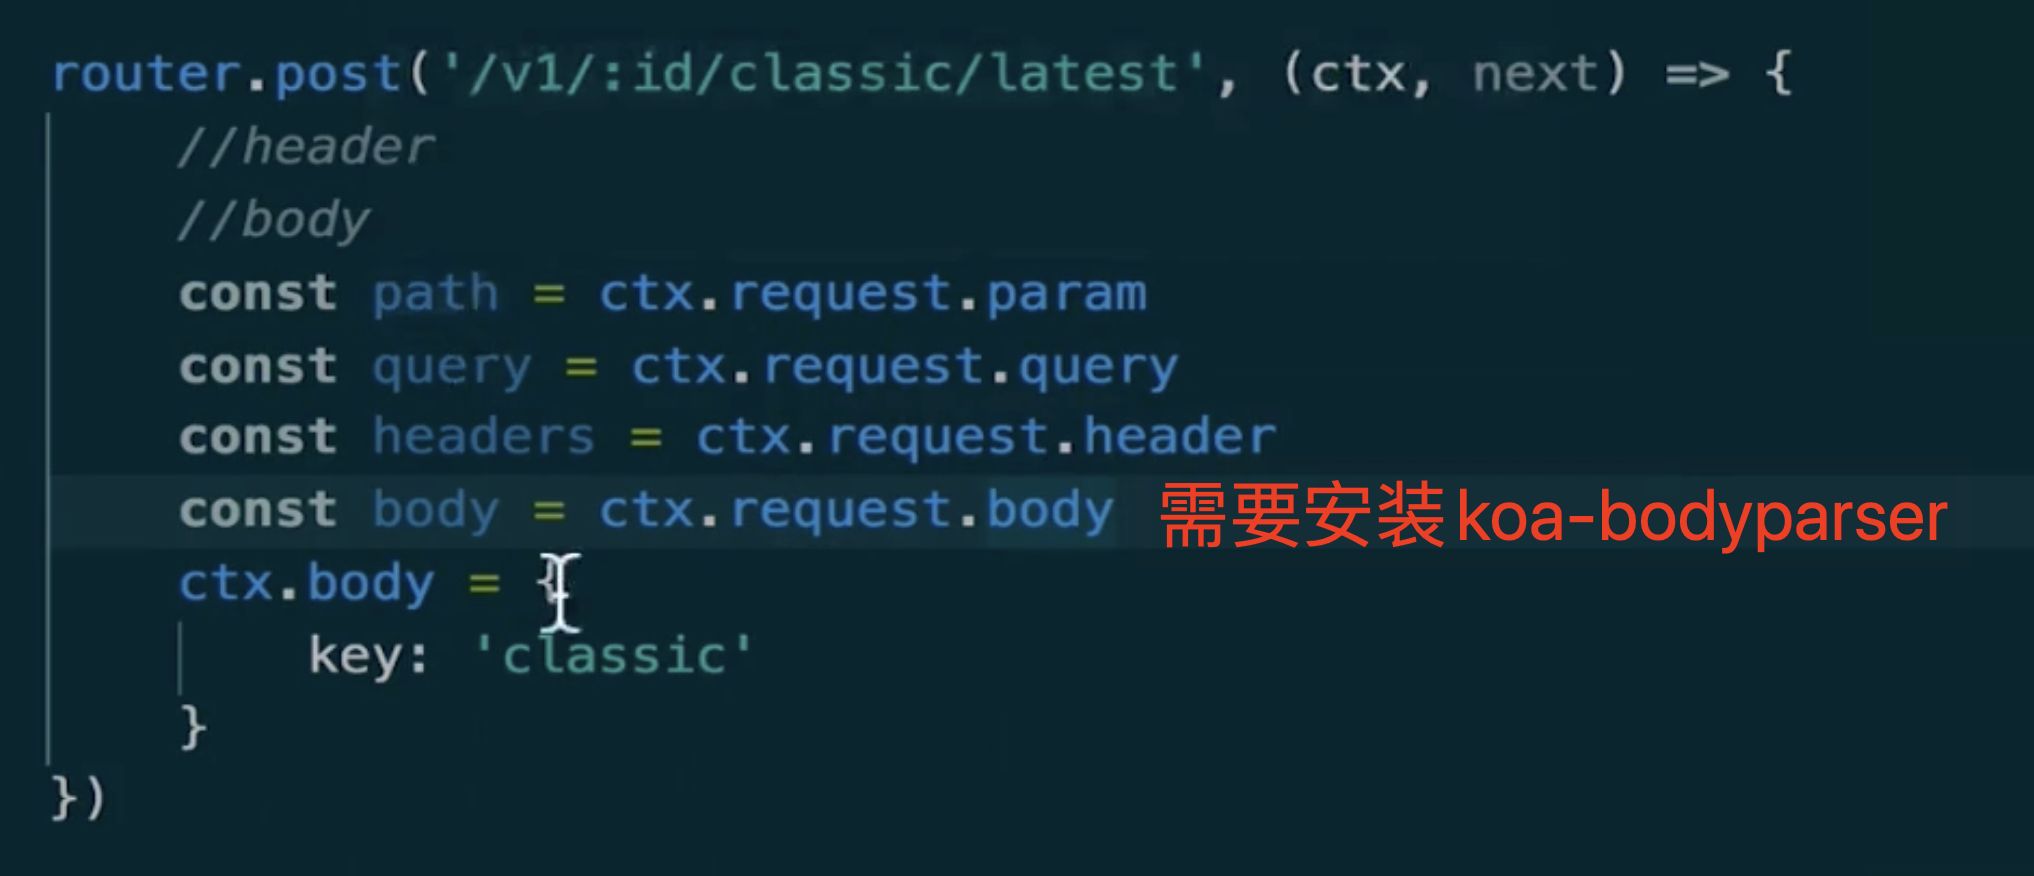 router.post('/v1/:id/classic/latest', (ctx, next) => {
//header
//body
const path = ctx.request.param
const query = ctx.request.query
const headers = ctx.request.header
const body = ctx.request.body 需要安装koa-bodyparser
ctx.body = {
key: 'classic'
}
})